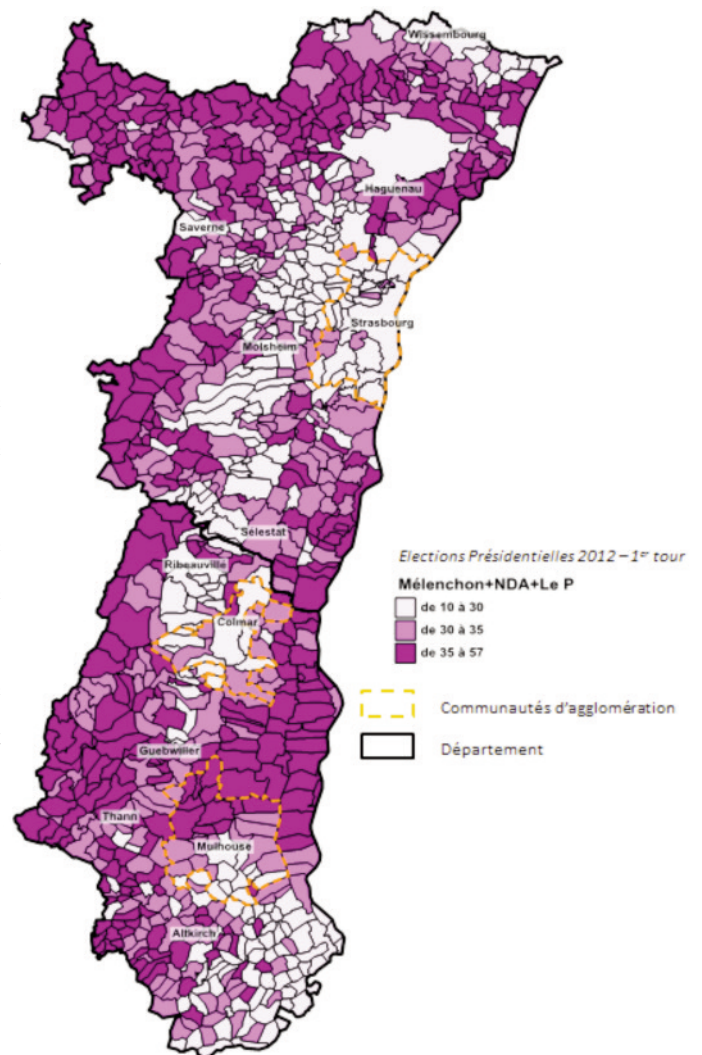 Wissembourg
Haguenau
Saverne
Strasbourg
Molsheim
Sélestat
Ribeauvillé
Colmar
Guebwiller
Thann
Mulhouse
Altkirch
Elections Présidentielles 2012 – 1er tour
Mélenchon+NDA+Le P
de 10 à 30
de 30 à 35
de 35 à 57
Communautés d'agglomération
Département